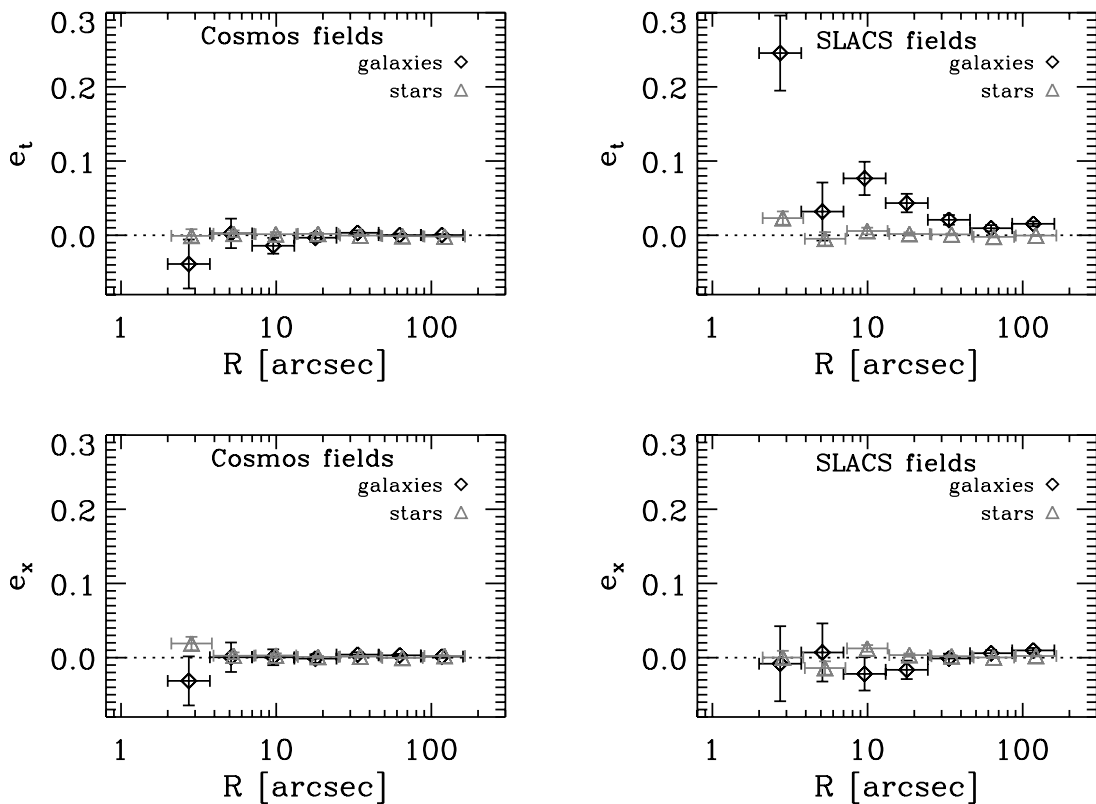 0.3
0.2
0.1
0.0
e_t
Cosmos fields
galaxies
stars
1
10
100
R [arcsec]
0.3
0.2
0.1
0.0
e_t
SLACS fields
galaxies
stars
1
10
100
R [arcsec]
0.3
0.2
0.1
0.0
e_x
Cosmos fields
galaxies
stars
1
10
100
R [arcsec]
0.3
0.2
0.1
0.0
e_x
SLACS fields
galaxies
stars
1
10
100
R [arcsec]